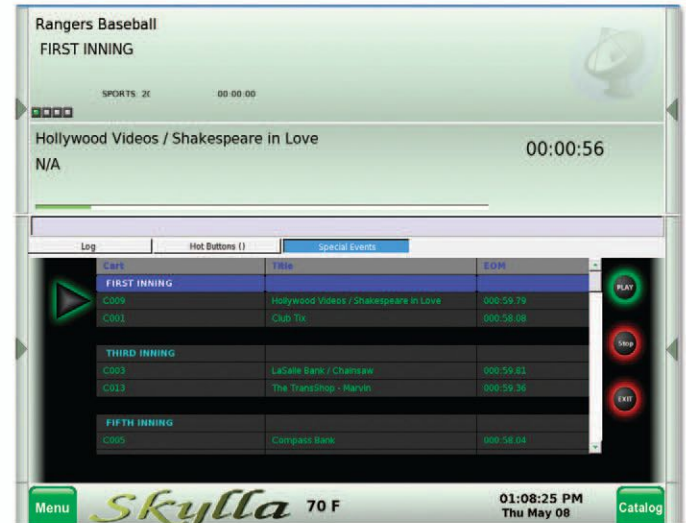 Rangers Baseball
FIRST INNING
SPORTS: 20 00:00:00
Hollywood Videos / Shakespeare in Love 00:00:56
N/A
Log Hot Buttons () Special Events
Cart Title EOM
FIRST INNING PLAY
C009 Hollywood Videos / Shakespeare in Love 000:59.79
C001 Club Tix 000:58.08
THIRD INNING Stop
C003 LaSalle Bank / Chainsaw 000:59.81
C013 The TransShop - Marvin 000:59.36
EXIT
FIFTH INNING
C005 Compass Bank 000:58.04
Menu Skylla 70 F 01:08:25 PM Catalog
Thu May 08